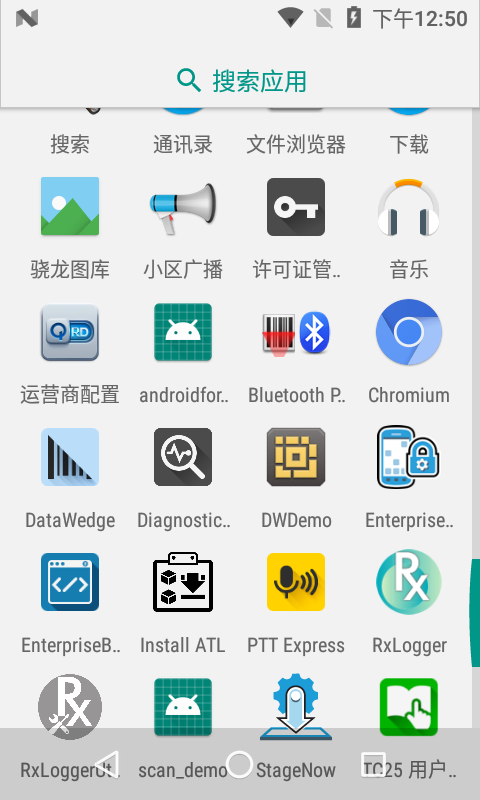 下午12:50
搜索应用
搜索 通讯录 文件浏览器 下载
骁龙图库 小区广播 许可证管.. 音乐
QRD
运营商配置 androidfor.. Bluetooth P.. Chromium
DataWedge Diagnostic.. DWDemo Enterprise..
Rx
EnterpriseB.. Install ATL PTT Express RxLogger
Rx
RxLoggerUt.. scan_demo StageNow TC25 用户..